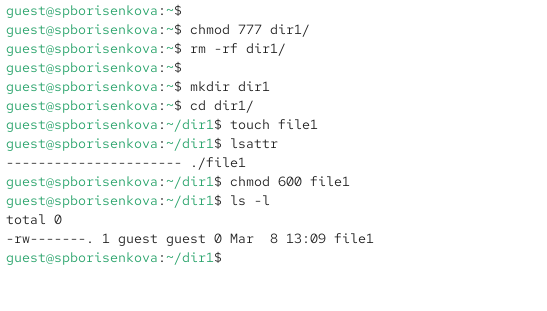 guest@spborisenkova:~$
guest@spborisenkova:~$ chmod 777 dir1/
guest@spborisenkova:~$ rm -rf dir1/
guest@spborisenkova:~$
guest@spborisenkova:~$ mkdir dir1
guest@spborisenkova:~$ cd dir1/
guest@spborisenkova:~/dir1$ touch file1
guest@spborisenkova:~/dir1$ lsattr
---------------------- ./file1
guest@spborisenkova:~/dir1$ chmod 600 file1
guest@spborisenkova:~/dir1$ ls -l
total 0
-rw-------. 1 guest guest 0 Mar  8 13:09 file1
guest@spborisenkova:~/dir1$